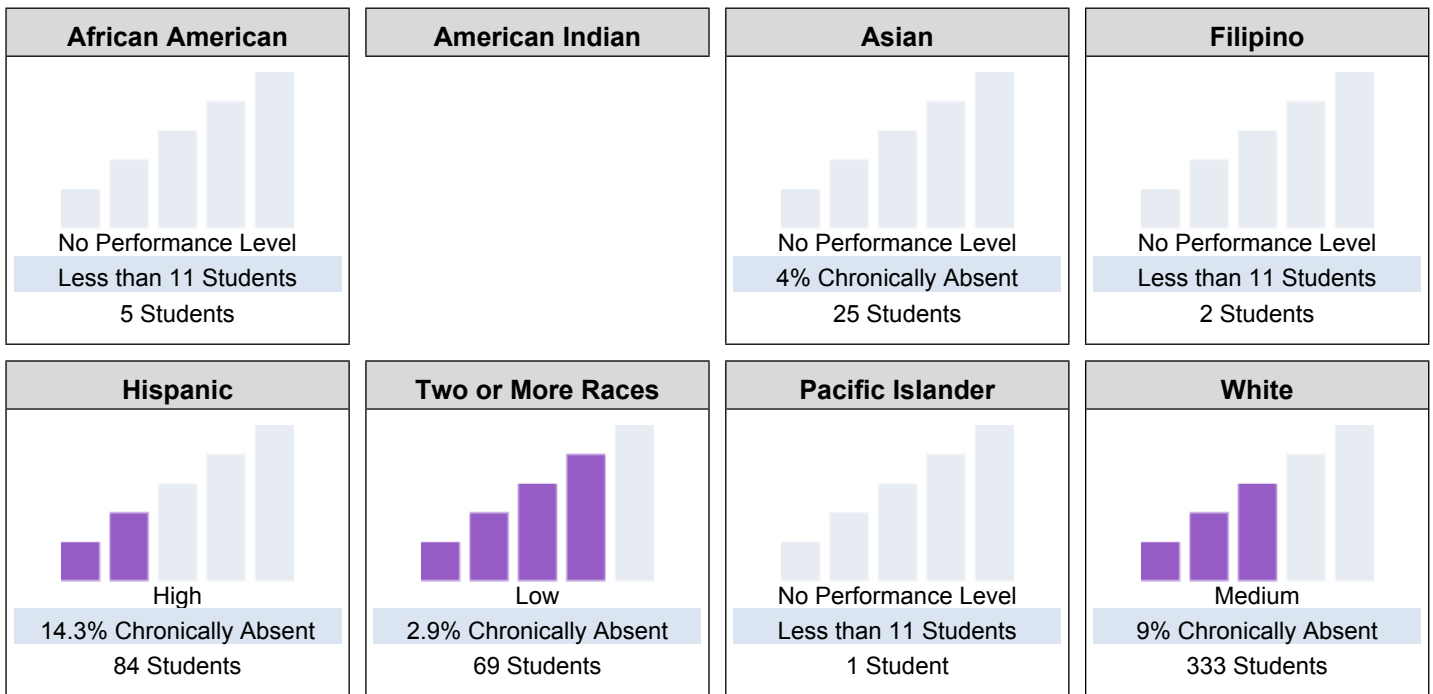 African American
No Performance Level
Less than 11 Students
5 Students
American Indian
Asian
No Performance Level
4% Chronically Absent
25 Students
Filipino
No Performance Level
Less than 11 Students
2 Students
Hispanic
High
14.3% Chronically Absent
84 Students
Two or More Races
Low
2.9% Chronically Absent
69 Students
Pacific Islander
No Performance Level
Less than 11 Students
1 Student
White
Medium
9% Chronically Absent
333 Students